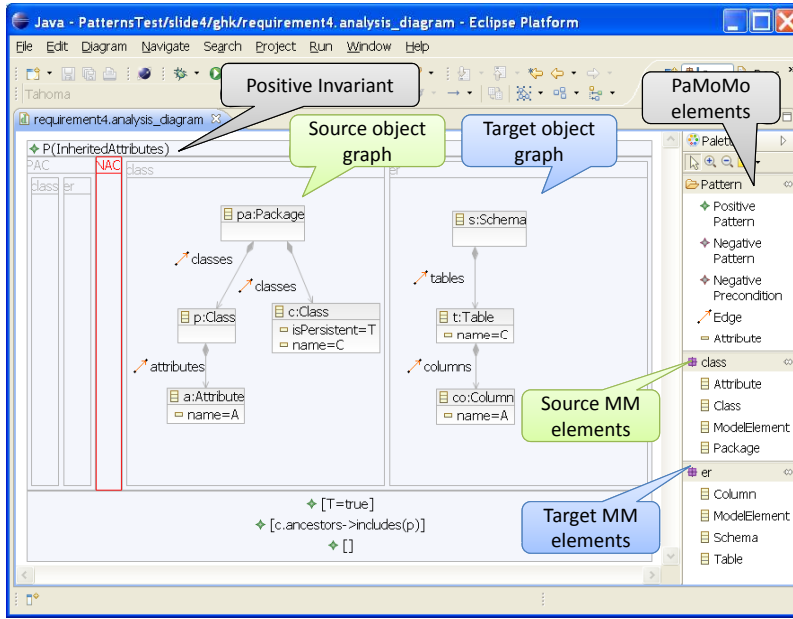 Java - PatternsTest/slide4/ghk/requirement4.analysis_diagram - Eclipse Platform
File Edit Diagram Navigate Search Project Run Window Help
Tahoma
Positive Invariant
PaMoMo
elements
requirement4.analysis_diagram
Source object
graph
Target object
graph
P(InheritedAttributes)
PAC
NAC
class
er
class
er
pa:Package
classes
classes
p:Class
c:Class
isPersistent=T
name=C
attributes
a:Attribute
name=A
s:Schema
tables
t:Table
name=C
columns
co:Column
name=A
[T=true]
[c.ancestors->includes(p)]
[]
Source MM
elements
Target MM
elements
Pattern
Positive
Pattern
Negative
Pattern
Negative
Precondition
Edge
Attribute
class
Attribute
Class
ModelElement
Package
er
Column
ModelElement
Schema
Table